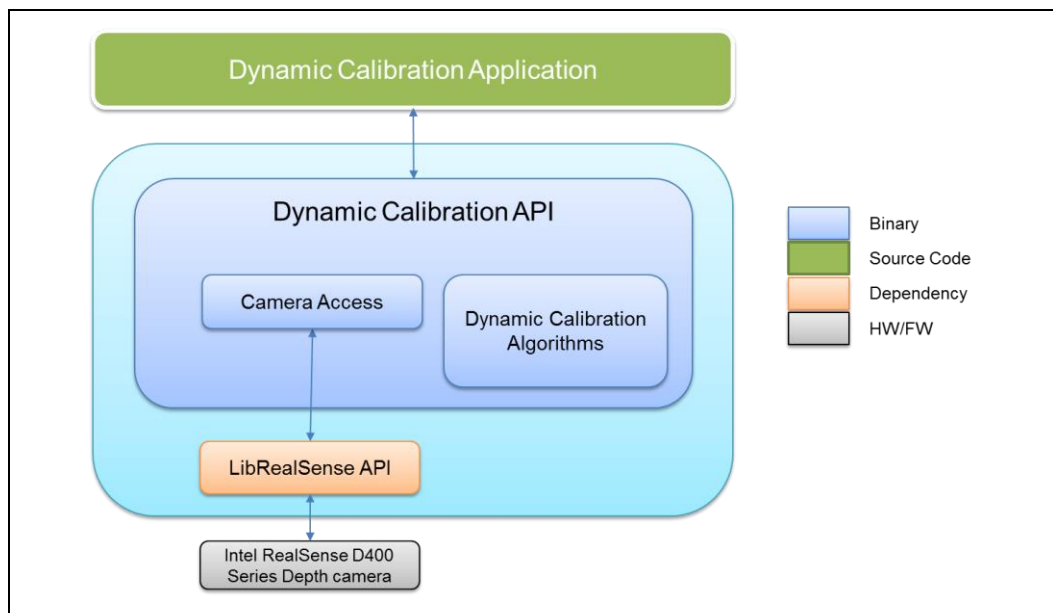 Dynamic Calibration Application
Dynamic Calibration API
Camera Access
Dynamic Calibration
Algorithms
LibRealSense API
Intel RealSense D400
Series Depth camera
Binary
Source Code
Dependency
HW/FW